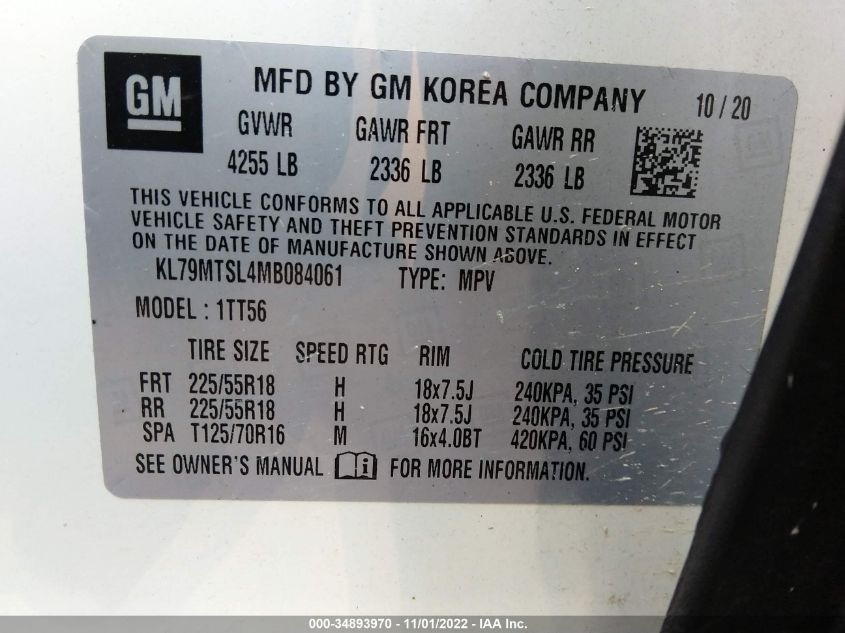 GM MFD BY GM KOREA COMPANY 10 / 20
GVWR GAWR FRT GAWR RR
4255 LB 2336 LB 2336 LB
THIS VEHICLE CONFORMS TO ALL APPLICABLE U.S. FEDERAL MOTOR
VEHICLE SAFETY AND THEFT PREVENTION STANDARDS IN EFFECT
ON THE DATE OF MANUFACTURE SHOWN ABOVE.
KL79MTSL4MB084061 TYPE: MPV
MODEL : 1TT56
TIRE SIZE SPEED RTG RIM COLD TIRE PRESSURE
FRT 225/55R18 H 18x7.5J 240KPA, 35 PSI
RR 225/55R18 H 18x7.5J 240KPA, 35 PSI
SPA T125/70R16 M 16x4.0BT 420KPA, 60 PSI
SEE OWNER'S MANUAL i FOR MORE INFORMATION.
000-34893970 - 11/01/2022 - IAA Inc.